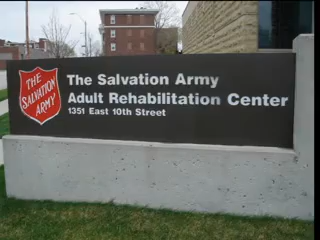 THE
SALVATION
ARMY
The Salvation Army
Adult Rehabilitation Center
1351 East 10th Street